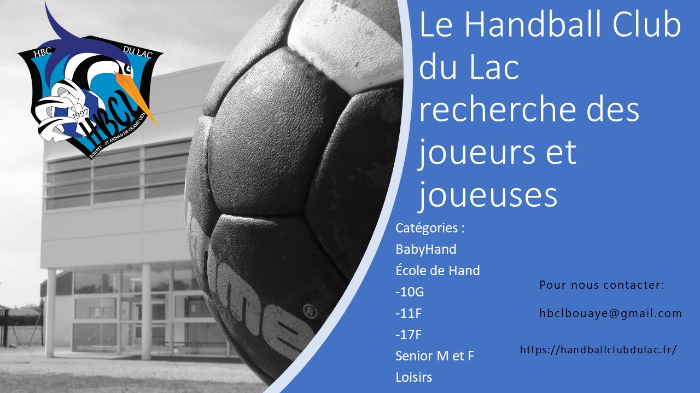 HBC DU LAC
HBCL
Le Handball Club
du Lac
recherche des
joueurs et
joueuses
Catégories :
BabyHand
École de Hand
-10G
-11F
-17F
Senior M et F
Loisirs
Pour nous contacter:
hbclbouaye@gmail.com
https://handballclubdulac.fr/